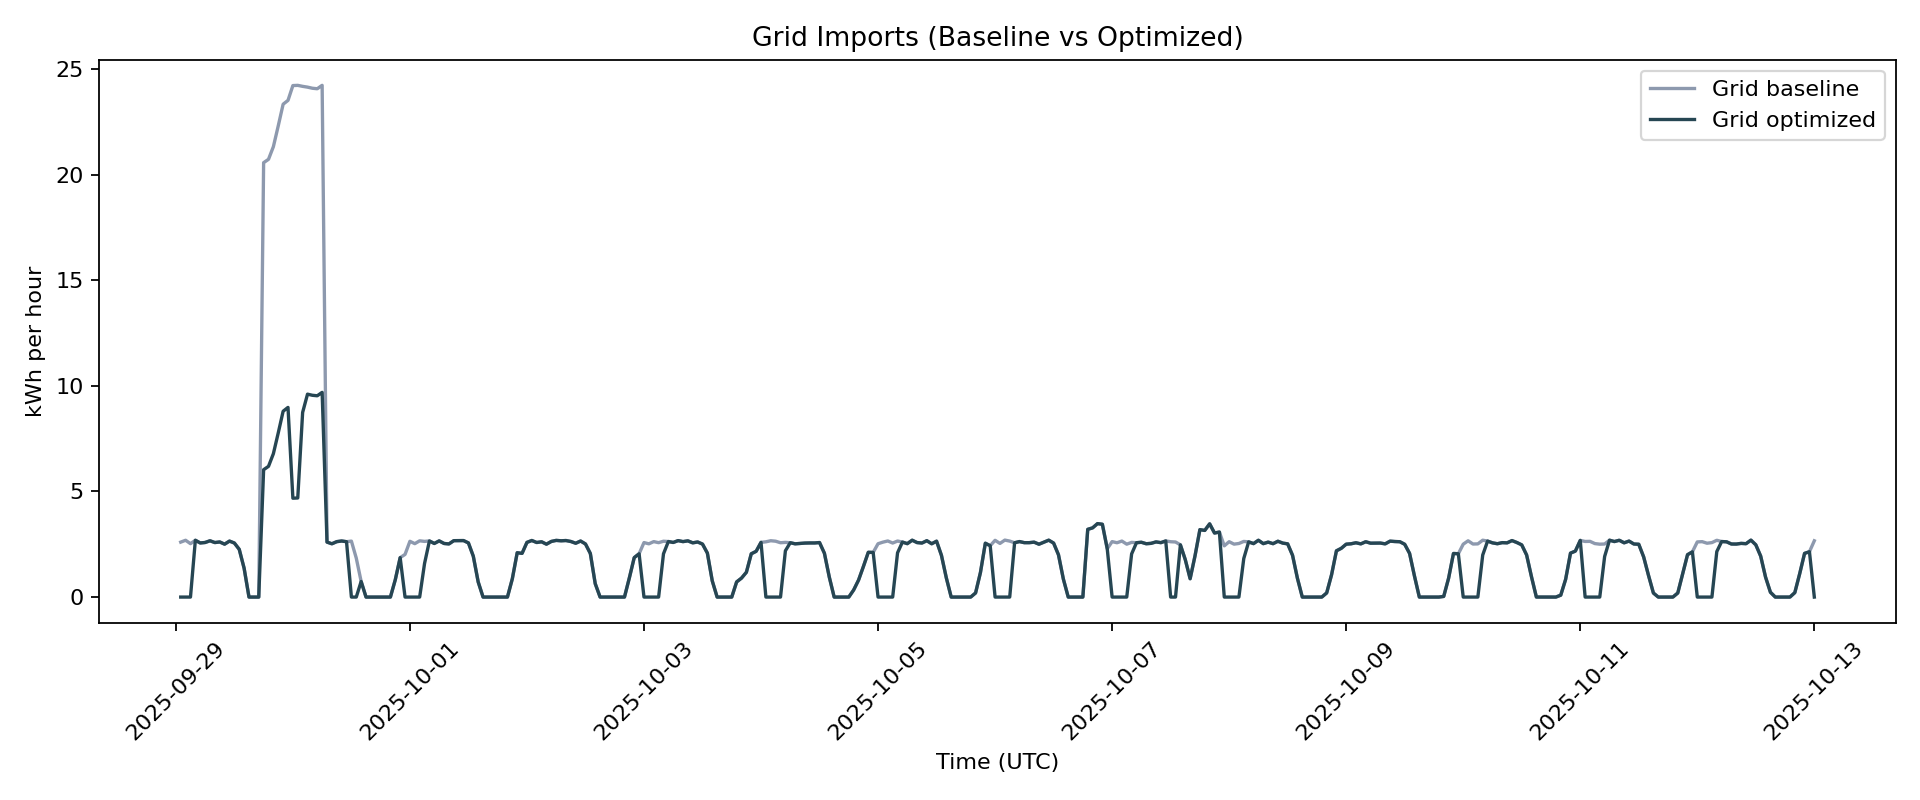 Grid Imports (Baseline vs Optimized)
Grid baseline
Grid optimized
kWh per hour
25
20
15
10
5
0
2025-09-29
2025-10-01
2025-10-03
2025-10-05
2025-10-07
2025-10-09
2025-10-11
2025-10-13
Time (UTC)